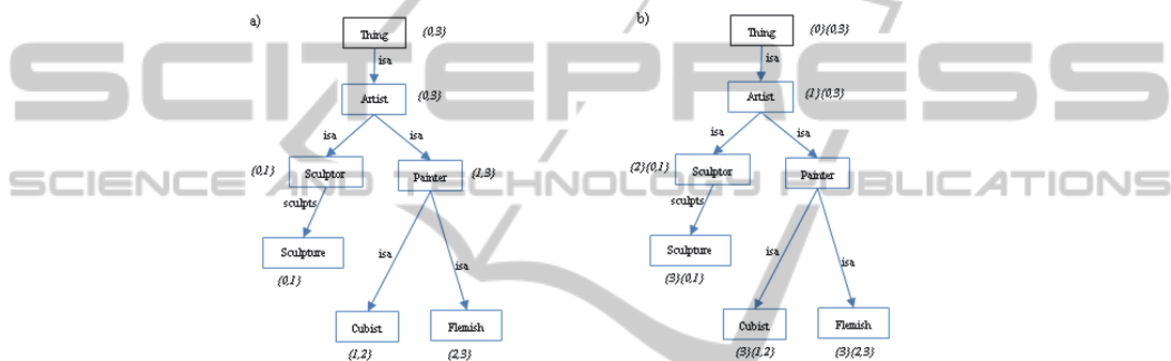 a)
Thing {0,3}
isa
Artist {0,3}
isa isa
{0,1} Sculptor Painter {1,3}
sculpts
Sculpture
{0,1}
isa isa
Cubist Flemish
{1,2} {2,3}
b)
Thing {0}{0,3}
isa
Artist {1}{0,3}
isa isa
{2}{0,1} Sculptor Painter
sculpts
Sculpture
{3}{0,1}
isa isa
Cubist Flemish
{3}{1,2} {3}{2,3}
SCITEPRESS
SCIENCE AND TECHNOLOGY PUBLICATIONS